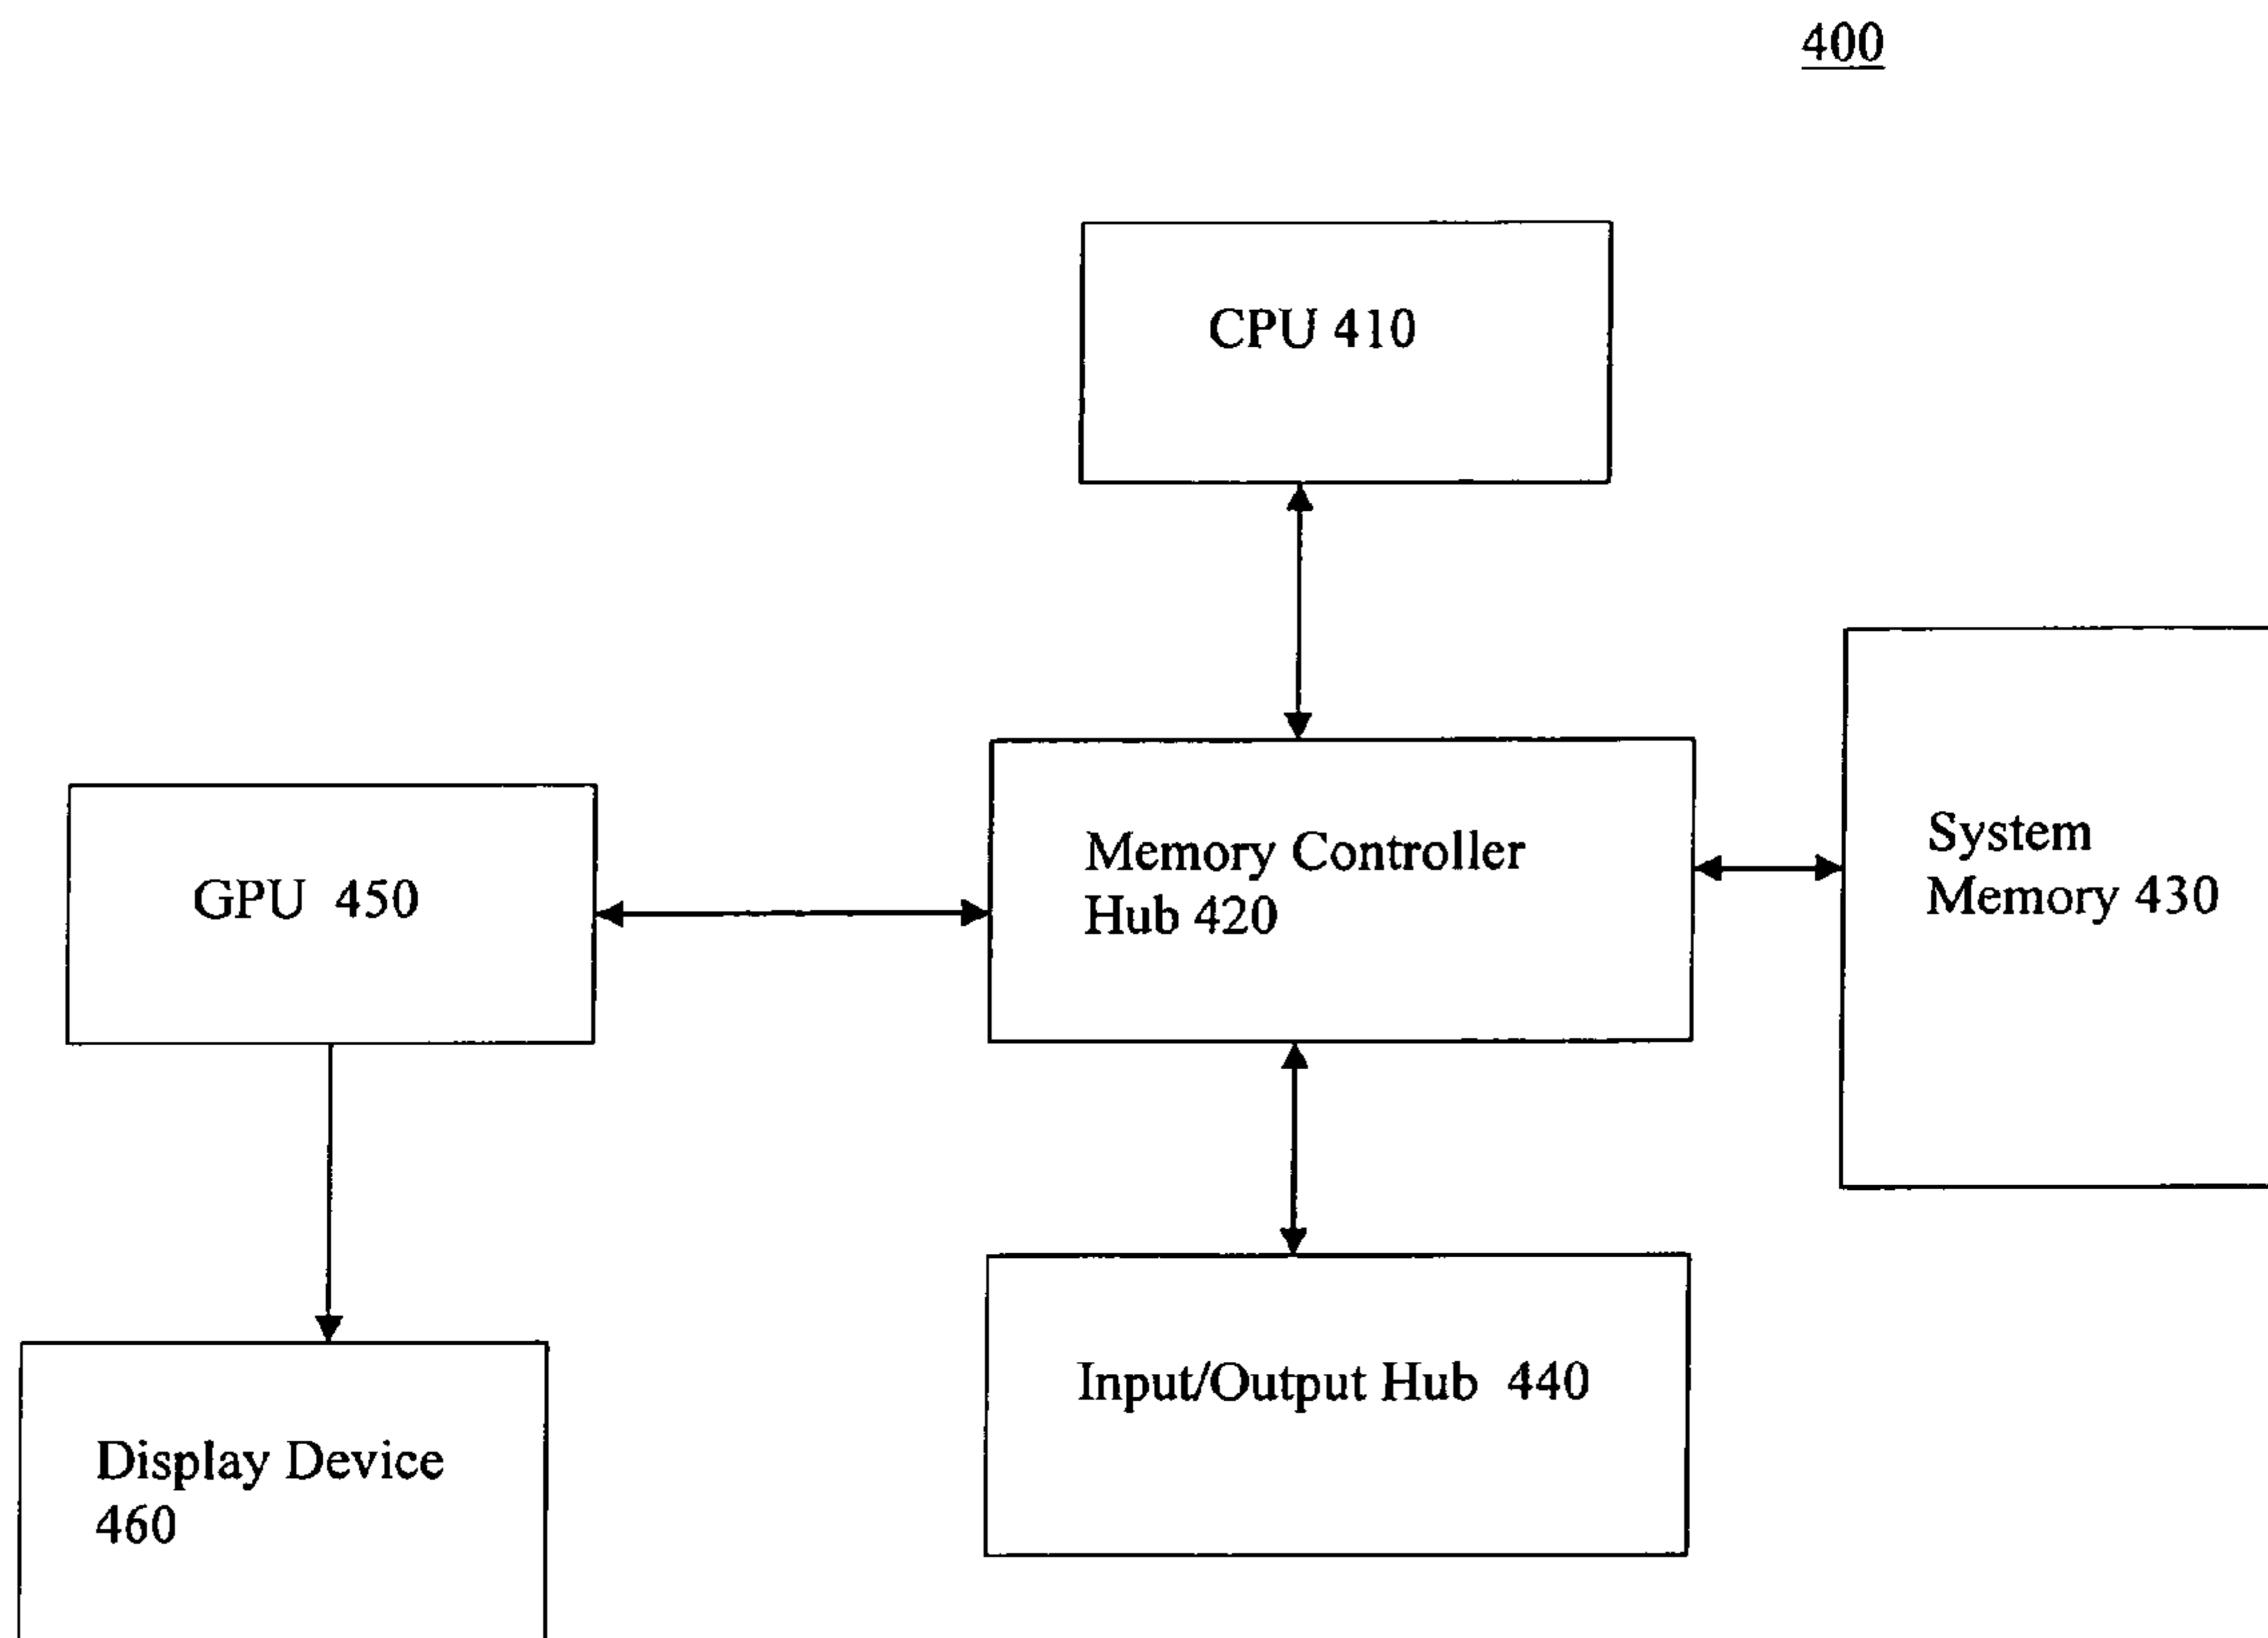 400
CPU 410
System
Memory 430
Memory Controller
Hub 420
GPU 450
Input/Output Hub 440
Display Device
460